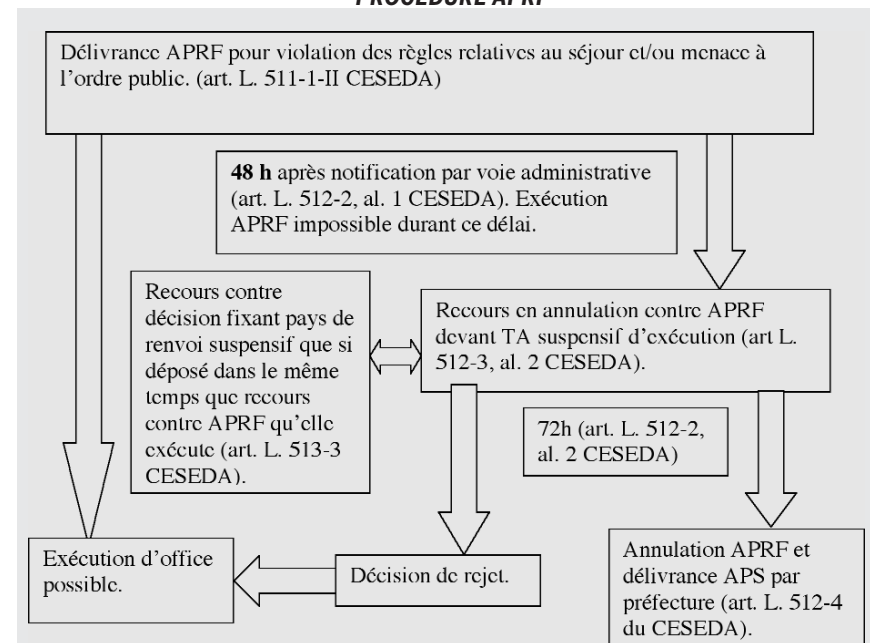 PROCÉDURE APRF
Délivrance APRF pour violation des règles relatives au séjour et/ou menace à
l’ordre public. (art. L. 511-1-II CESEDA)
48 h après notification par voie administrative
(art. L. 512-2, al. 1 CESEDA). Exécution
APRF impossible durant ce délai.
Recours contre
décision fixant pays de
renvoi suspensif que si
déposé dans le même
temps que recours
contre APRF qu’elle
exécute (art. L. 513-3
CESEDA).
Recours en annulation contre APRF
devant TA suspensif d’exécution (art L.
512-3, al. 2 CESEDA).
72h (art. L. 512-2,
al. 2 CESEDA)
Exécution d’office
possible.
Décision de rejet.
Annulation APRF et
délivrance APS par
préfecture (art. L. 512-4
du CESEDA).